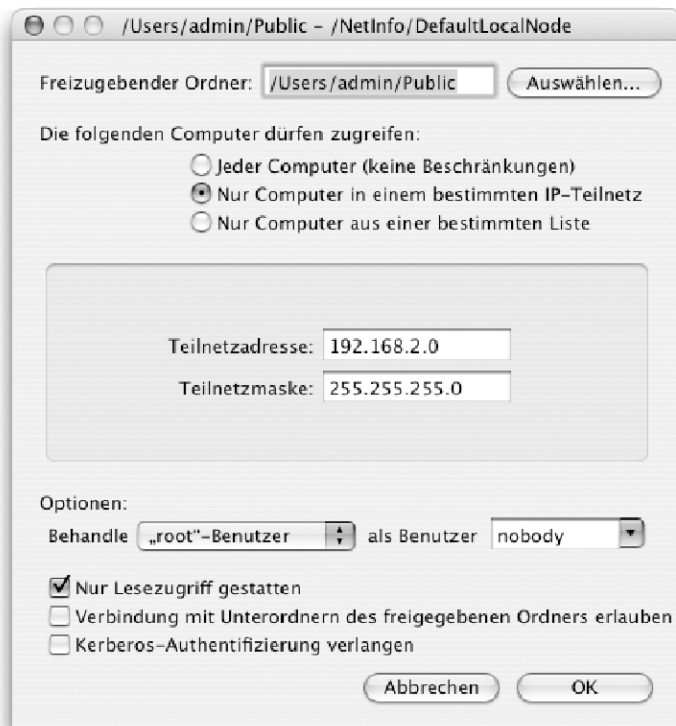 /Users/admin/Public – /NetInfo/DefaultLocalNode
Freizugebender Ordner: /Users/admin/Public Auswählen...
Die folgenden Computer dürfen zugreifen:
Jeder Computer (keine Beschränkungen)
Nur Computer in einem bestimmten IP-Teilnetz
Nur Computer aus einer bestimmten Liste
Teilnetzadresse: 192.168.2.0
Teilnetzmaske: 255.255.255.0
Optionen:
Behandle „root“-Benutzer als Benutzer nobody
Nur Lesezugriff gestatten
Verbindung mit Unterordnern des freigegebenen Ordners erlauben
Kerberos-Authentifizierung verlangen
Abbrechen OK